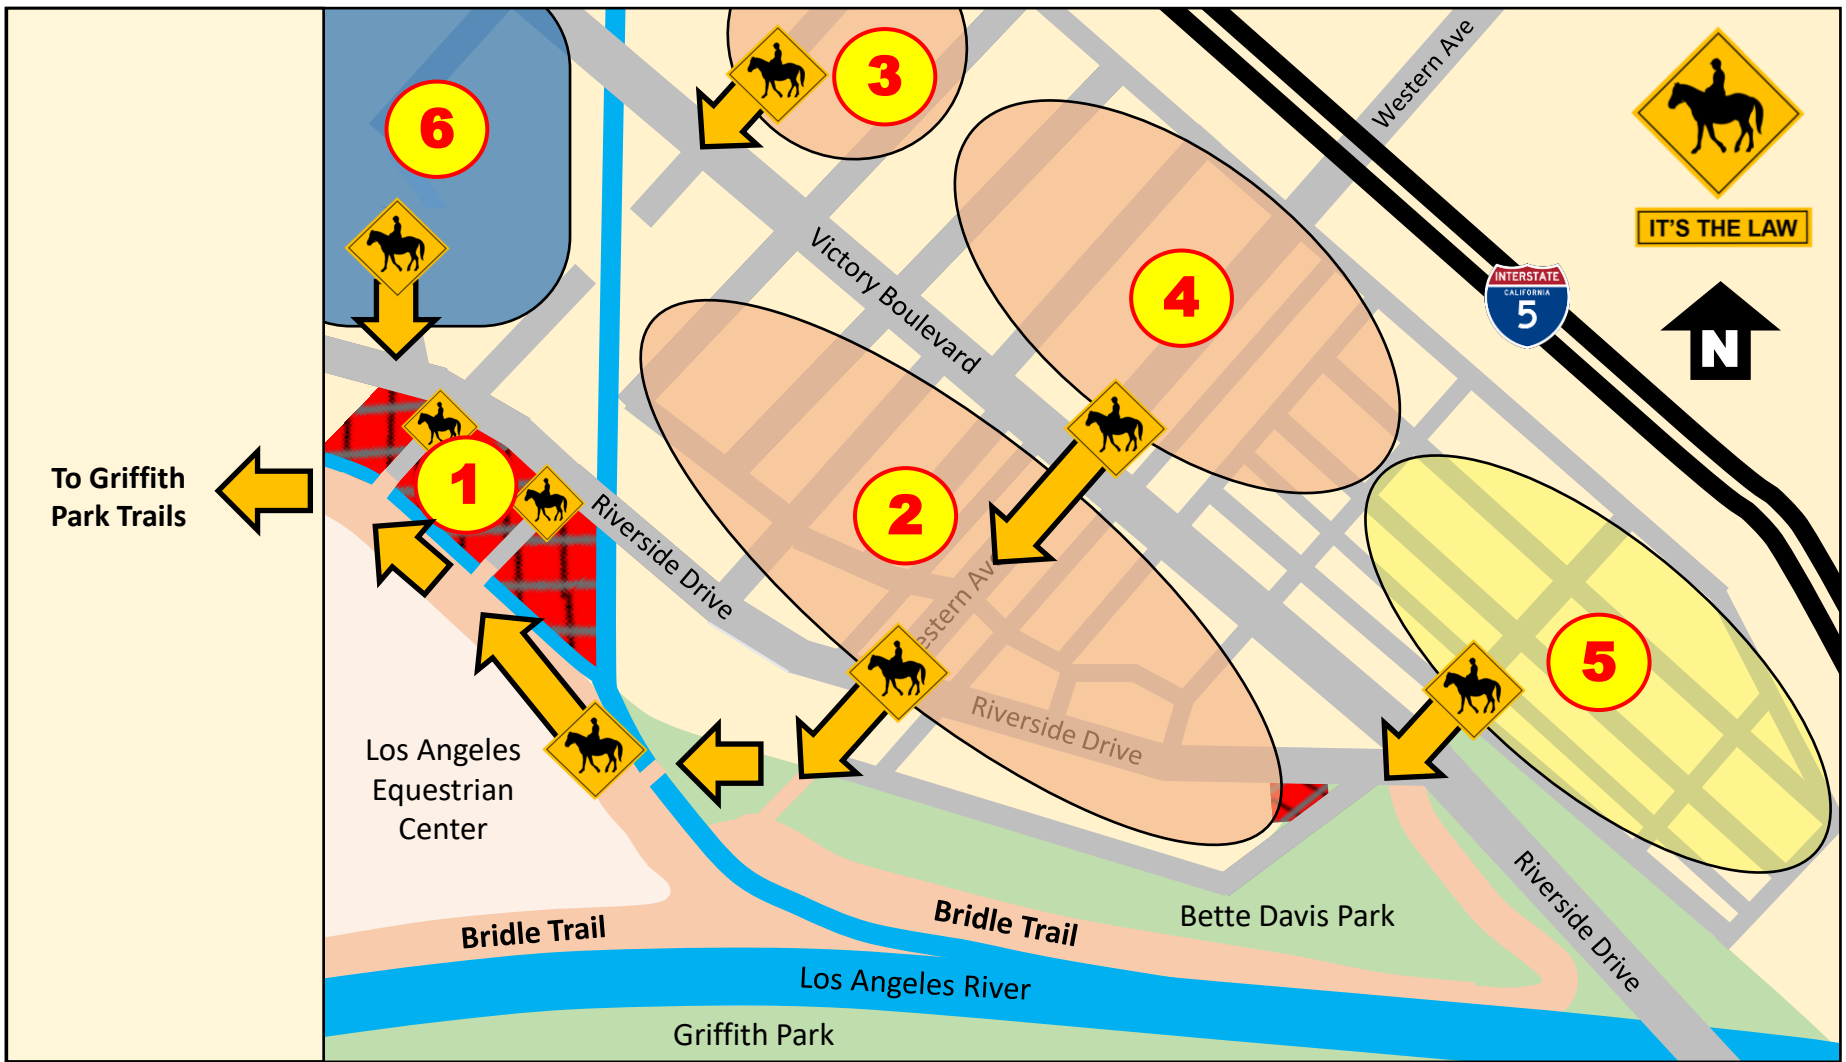 6
3
Western Ave
IT'S THE LAW
INTERSTATE
CALIFORNIA
5
N
4
Victory Boulevard
To Griffith
Park Trails
1
2
Riverside Drive
Western Ave
5
Riverside Drive
Los Angeles
Equestrian
Center
Bette Davis Park
Riverside Drive
Bridle Trail
Bridle Trail
Los Angeles River
Griffith Park